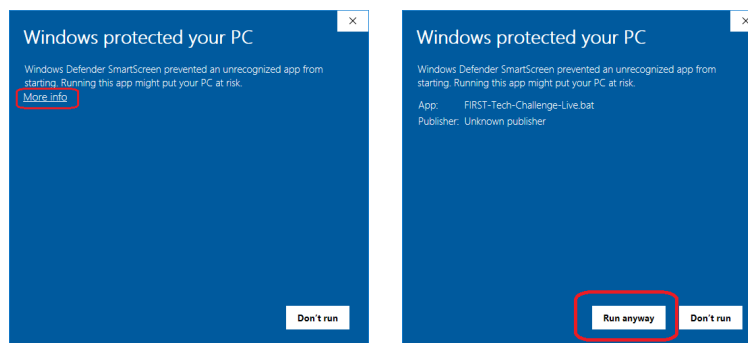 Windows protected your PC
Windows Defender SmartScreen prevented an unrecognized app from
starting. Running this app might put your PC at risk.
More info
Don't run
Windows protected your PC
Windows Defender SmartScreen prevented an unrecognized app from
starting. Running this app might put your PC at risk.
App: FIRST-Tech-Challenge-Live.bat
Publisher: Unknown publisher
Run anyway Don't run